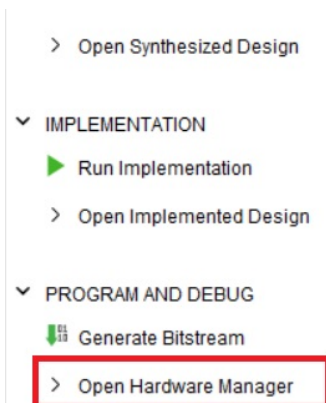 Open Synthesized Design
IMPLEMENTATION
Run Implementation
Open Implemented Design
PROGRAM AND DEBUG
Generate Bitstream
Open Hardware Manager